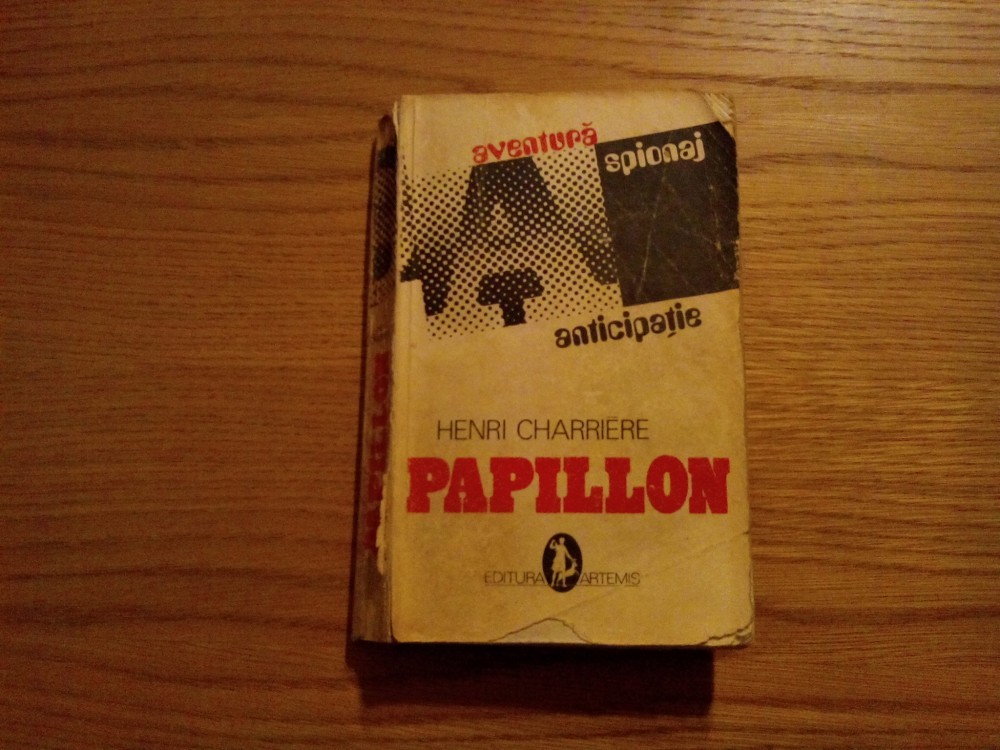 aventură
spionaj
anticipație
HENRI CHARRIÈRE
PAPILLON
EDITURA ARTEMIS